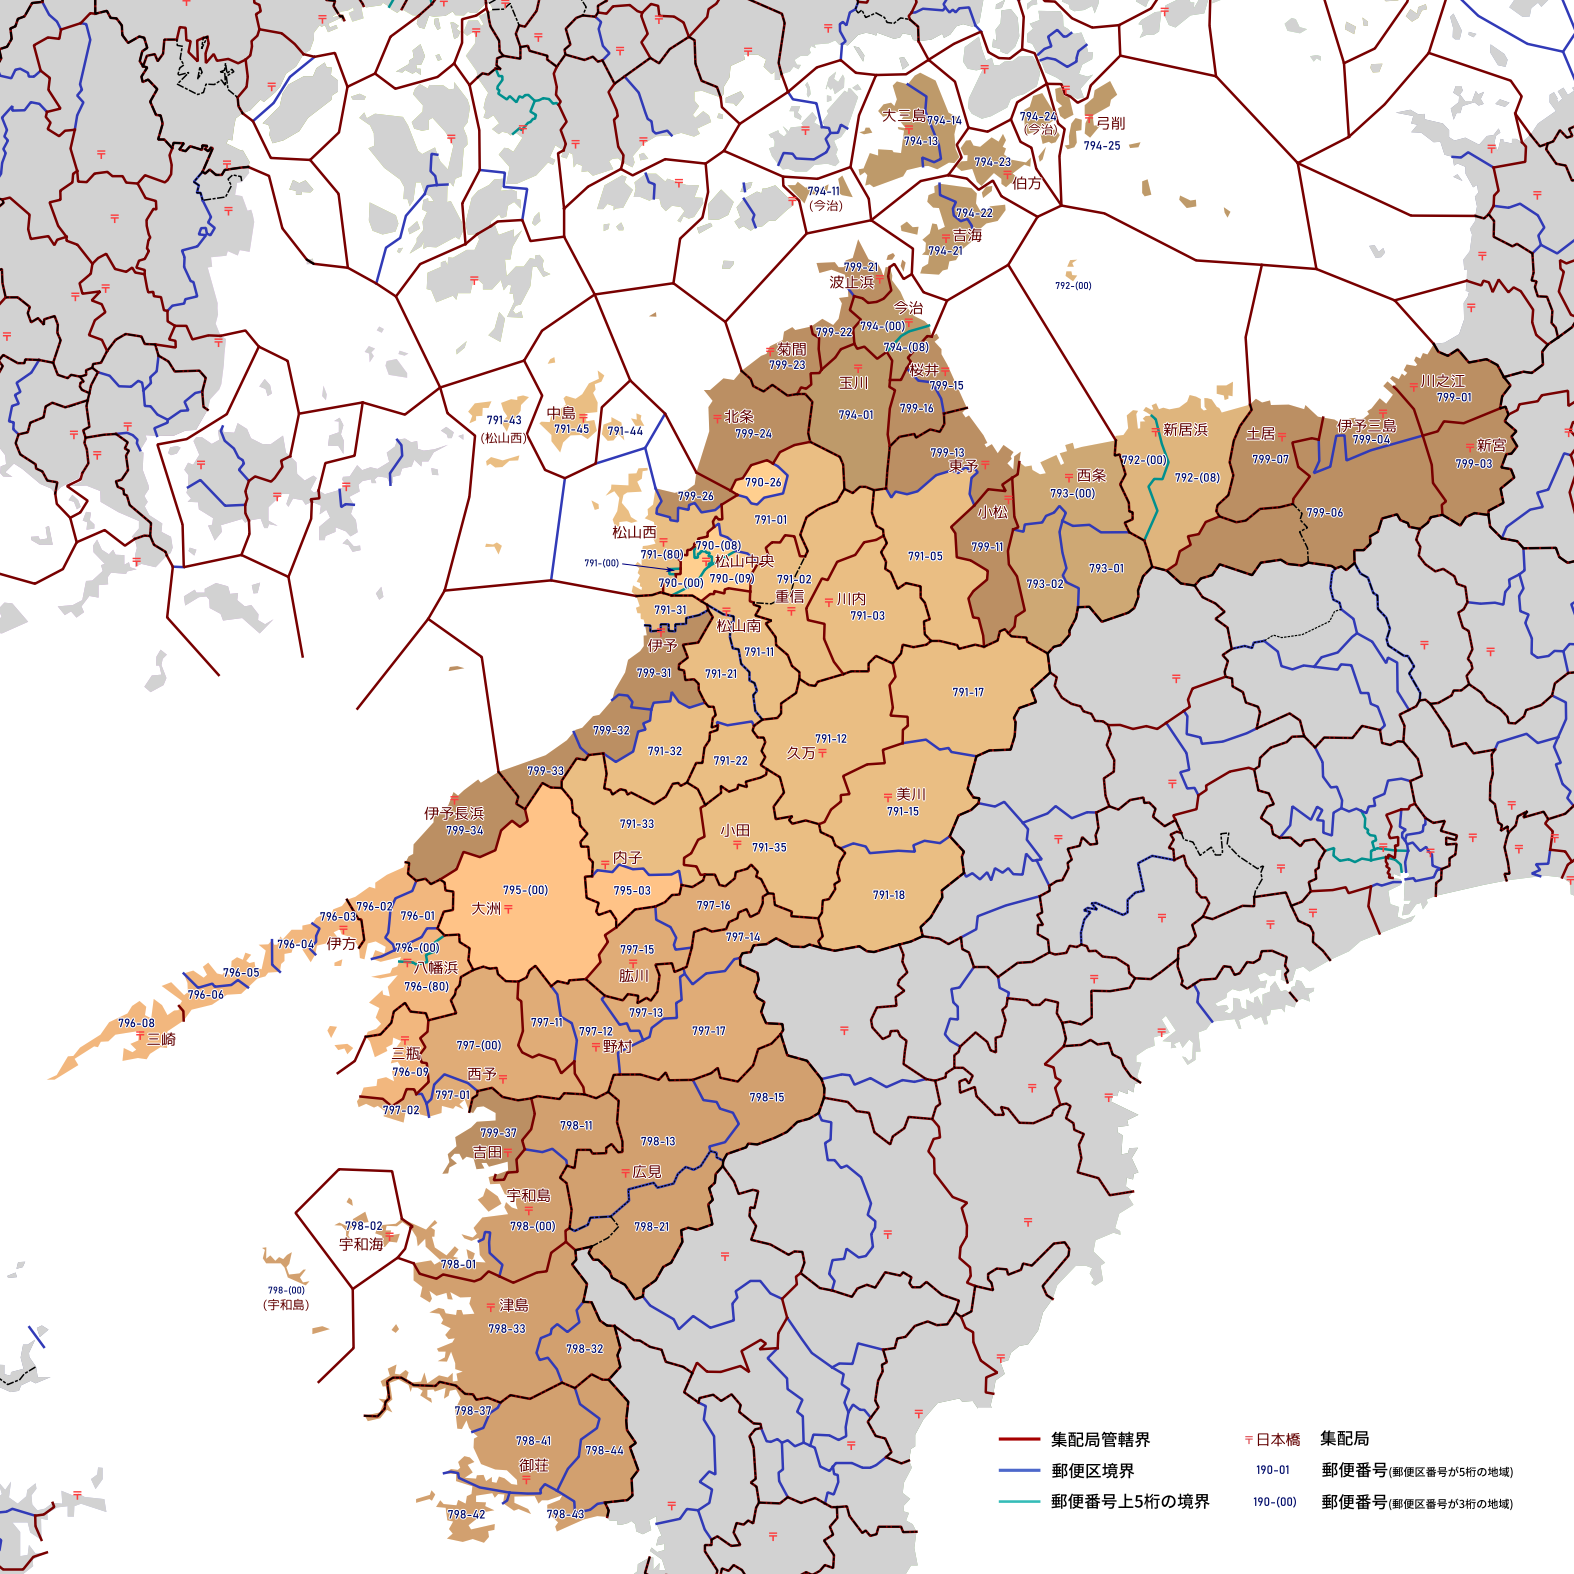 大三島
794-14
794-13
794-24
(今治)
弓削
794-25
794-23
伯方
794-11
(今治)
794-22
吉海
794-21
799-21
波止浜
792-(00)
今治
794-(00)
799-22
794-(08)
菊間
799-23
桜井
799-15
玉川
794-01
799-16
北条
799-24
川之江
799-01
伊予三島
799-04
新宮
799-03
土居
799-07
799-06
新居浜
792-(00)
792-(08)
西条
793-(00)
793-02
793-01
799-13
東予
小松
799-11
791-43
(松山西)
中島
791-45
791-44
790-26
799-26
791-01
松山西
791-(80)
791-(00)
790-(08)
松山中央
790-(00)
790-(09)
791-02
重信
791-05
川内
791-03
791-31
伊予
松山南
799-31
791-11
791-21
791-17
799-32
791-32
791-22
791-12
久万
799-33
伊予長浜
799-34
791-33
美川
791-15
小田
791-35
内子
795-03
795-(00)
大洲
791-18
797-16
797-14
797-15
肱川
796-02
796-01
796-03
伊方
796-04
796-(00)
八幡浜
796-(80)
796-05
796-06
796-08
三崎
797-11
797-12
797-13
797-17
野村
797-(00)
三瓶
796-09
西予
797-01
797-02
798-15
799-37
吉田
798-11
798-13
広見
宇和島
798-(00)
798-21
798-02
宇和海
798-01
798-(00)
(宇和島)
津島
798-33
798-32
798-37
798-41
798-44
御荘
798-42
798-43
集配局管轄界
〒日本橋 集配局
郵便区境界
190-01 郵便番号(郵便区番号が5桁の地域)
郵便番号上5桁の境界
190-(00) 郵便番号(郵便区番号が3桁の地域)